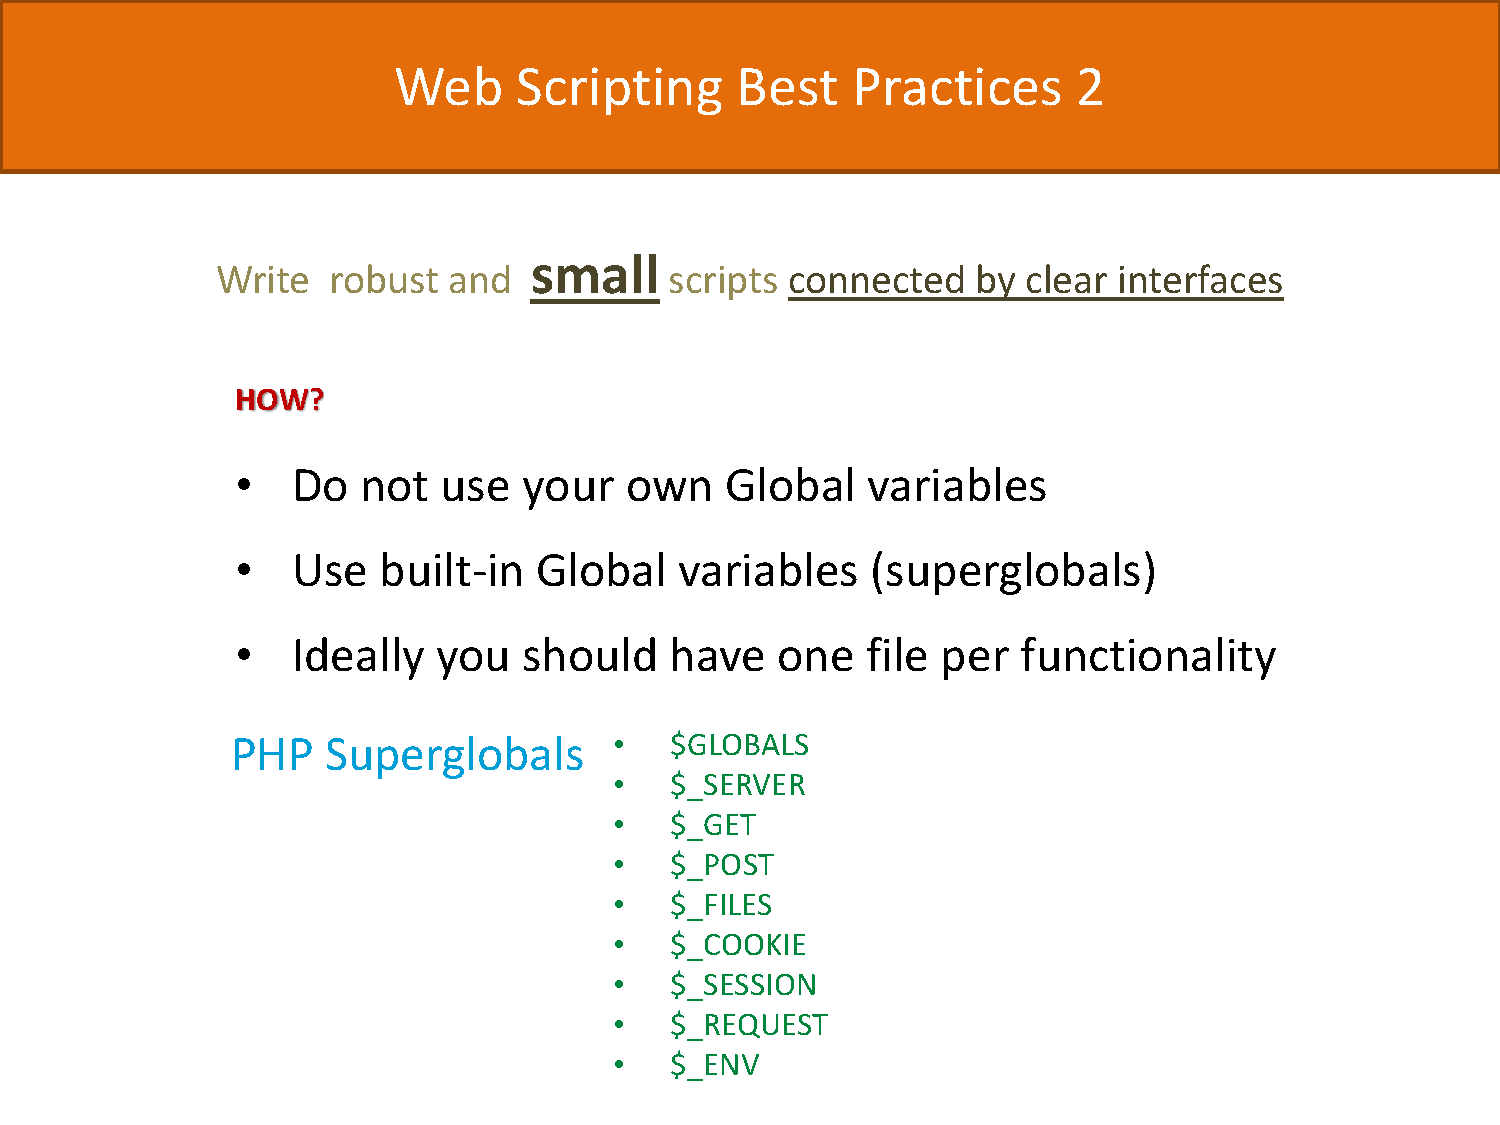 Web Scripting Best Practices 2
Write robust and small scripts connected by clear interfaces
HOW?
• Do not use your own Global variables
• Use built-in Global variables (superglobals)
• Ideally you should have one file per functionality
PHP Superglobals
• $GLOBALS
• $_SERVER
• $_GET
• $_POST
• $_FILES
• $_COOKIE
• $_SESSION
• $_REQUEST
• $_ENV